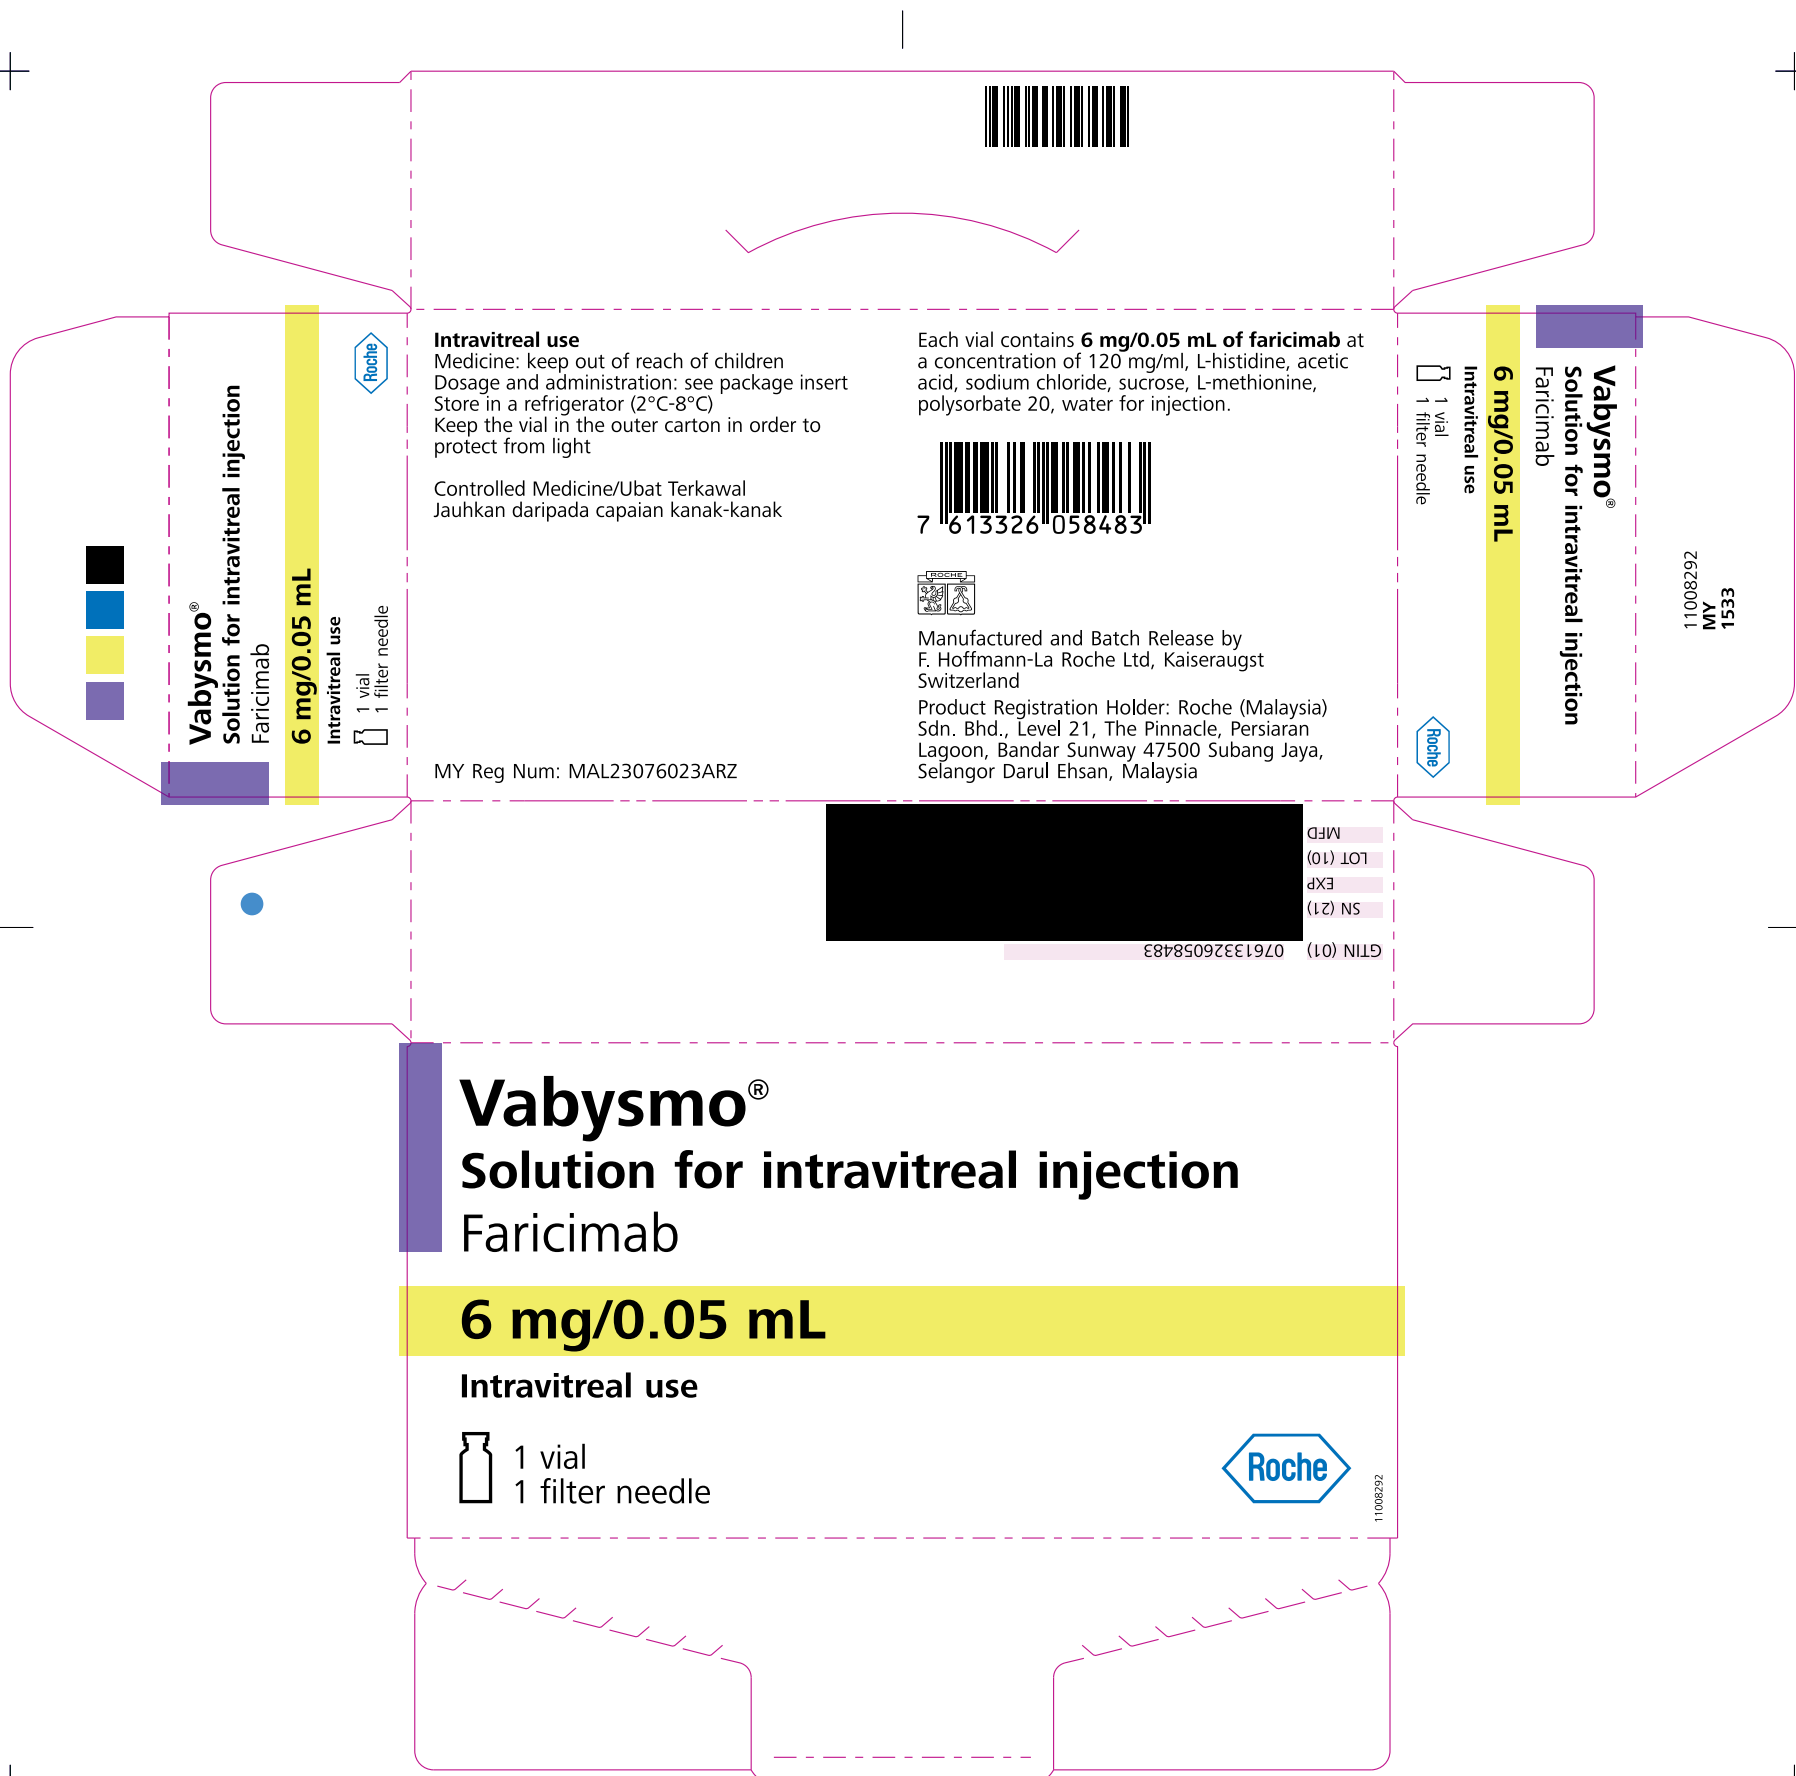 Vabysmo®
Solution for intravitreal injection
Faricimab
6 mg/0.05 mL
Intravitreal use
1 vial
1 filter needle
Roche
Intravitreal use
Medicine: keep out of reach of children
Dosage and administration: see package insert
Store in a refrigerator (2°C-8°C)
Keep the vial in the outer carton in order to
protect from light
Controlled Medicine/Ubat Terkawal
Jauhkan daripada capaian kanak-kanak
MY Reg Num: MAL23076023ARZ
Each vial contains 6 mg/0.05 mL of faricimab at
a concentration of 120 mg/ml, L-histidine, acetic
acid, sodium chloride, sucrose, L-methionine,
polysorbate 20, water for injection.
7 613326 058483
ROCHE
Manufactured and Batch Release by
F. Hoffmann-La Roche Ltd, Kaiseraugst
Switzerland
Product Registration Holder: Roche (Malaysia)
Sdn. Bhd., Level 21, The Pinnacle, Persiaran
Lagoon, Bandar Sunway 47500 Subang Jaya,
Selangor Darul Ehsan, Malaysia
Vabysmo®
Solution for intravitreal injection
Faricimab
6 mg/0.05 mL
Intravitreal use
1 vial
1 filter needle
Roche
11008292
MY
1533
GTIN (01) 07613326058483
SN (21)
EXP
LOT (10)
MFD
Vabysmo®
Solution for intravitreal injection
Faricimab
6 mg/0.05 mL
Intravitreal use
1 vial
1 filter needle
Roche
11008292